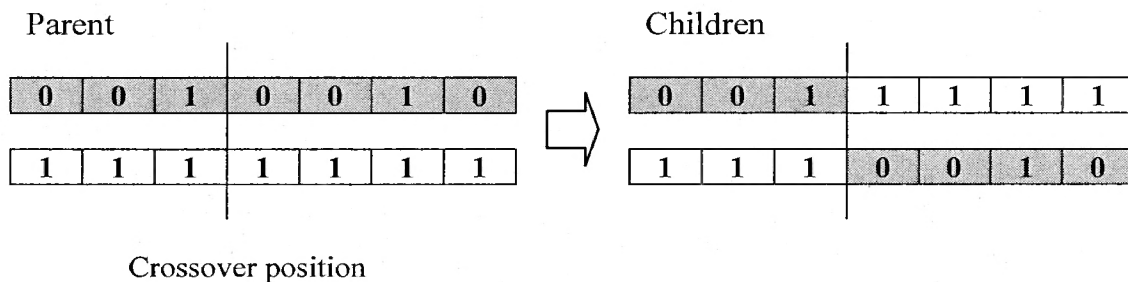 Parent Children
0 0 1 0 0 1 0 0 0 1 1 1 1 1
1 1 1 1 1 1 1 1 1 1 0 0 1 0
Crossover position